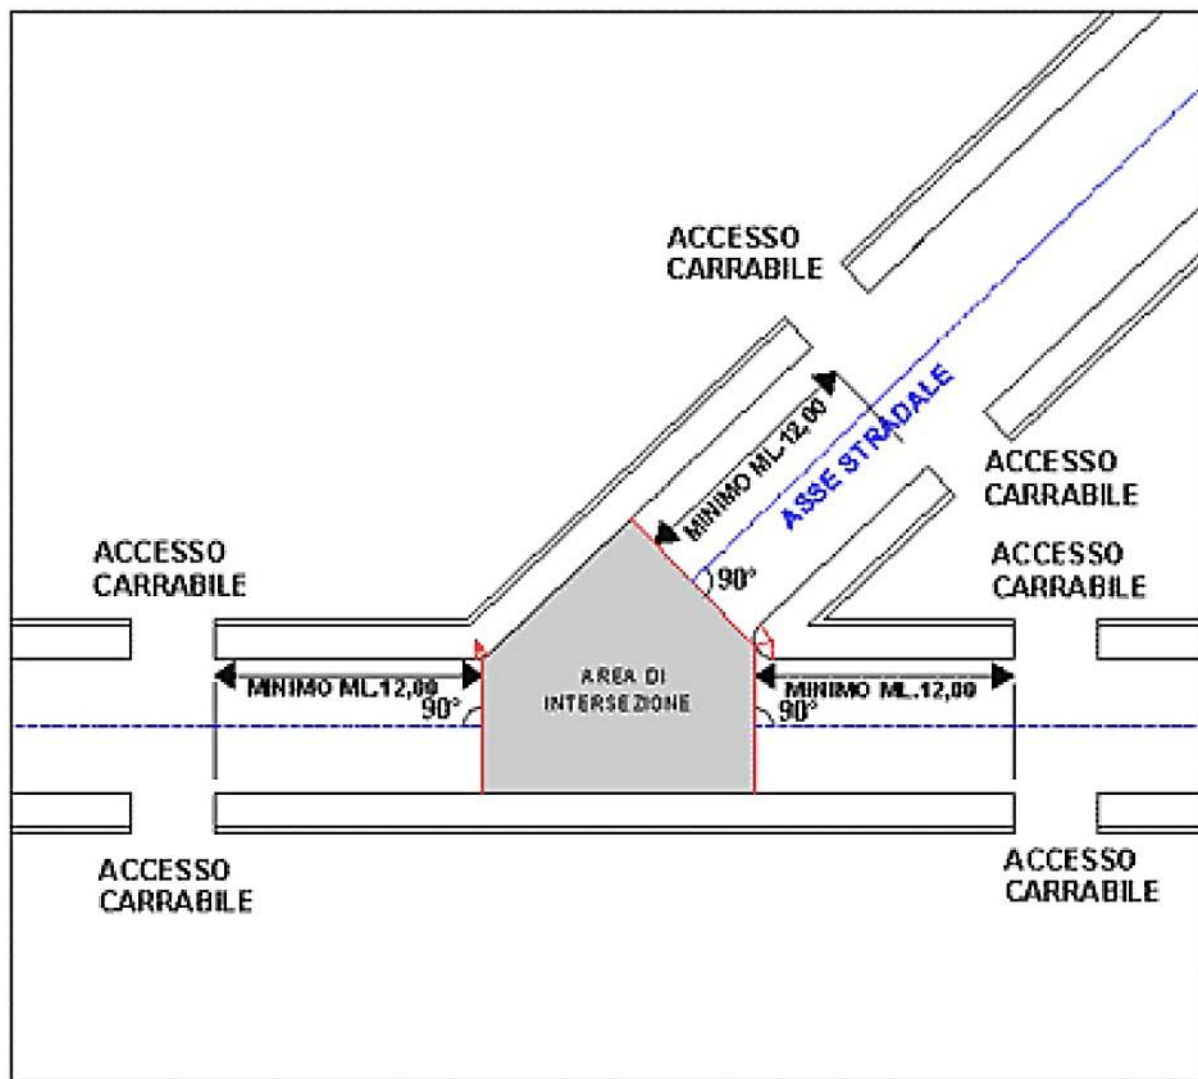 ACCESSO
CARRABILE
MINIMO ML.12,00
ASSE STRADALE
ACCESSO
CARRABILE
90°
ACCESSO
CARRABILE
ACCESSO
CARRABILE
AREA DI
INTERSEZIONE
MINIMO ML.12,00
MINIMO ML.12,00
90°
90°
ACCESSO
CARRABILE
ACCESSO
CARRABILE